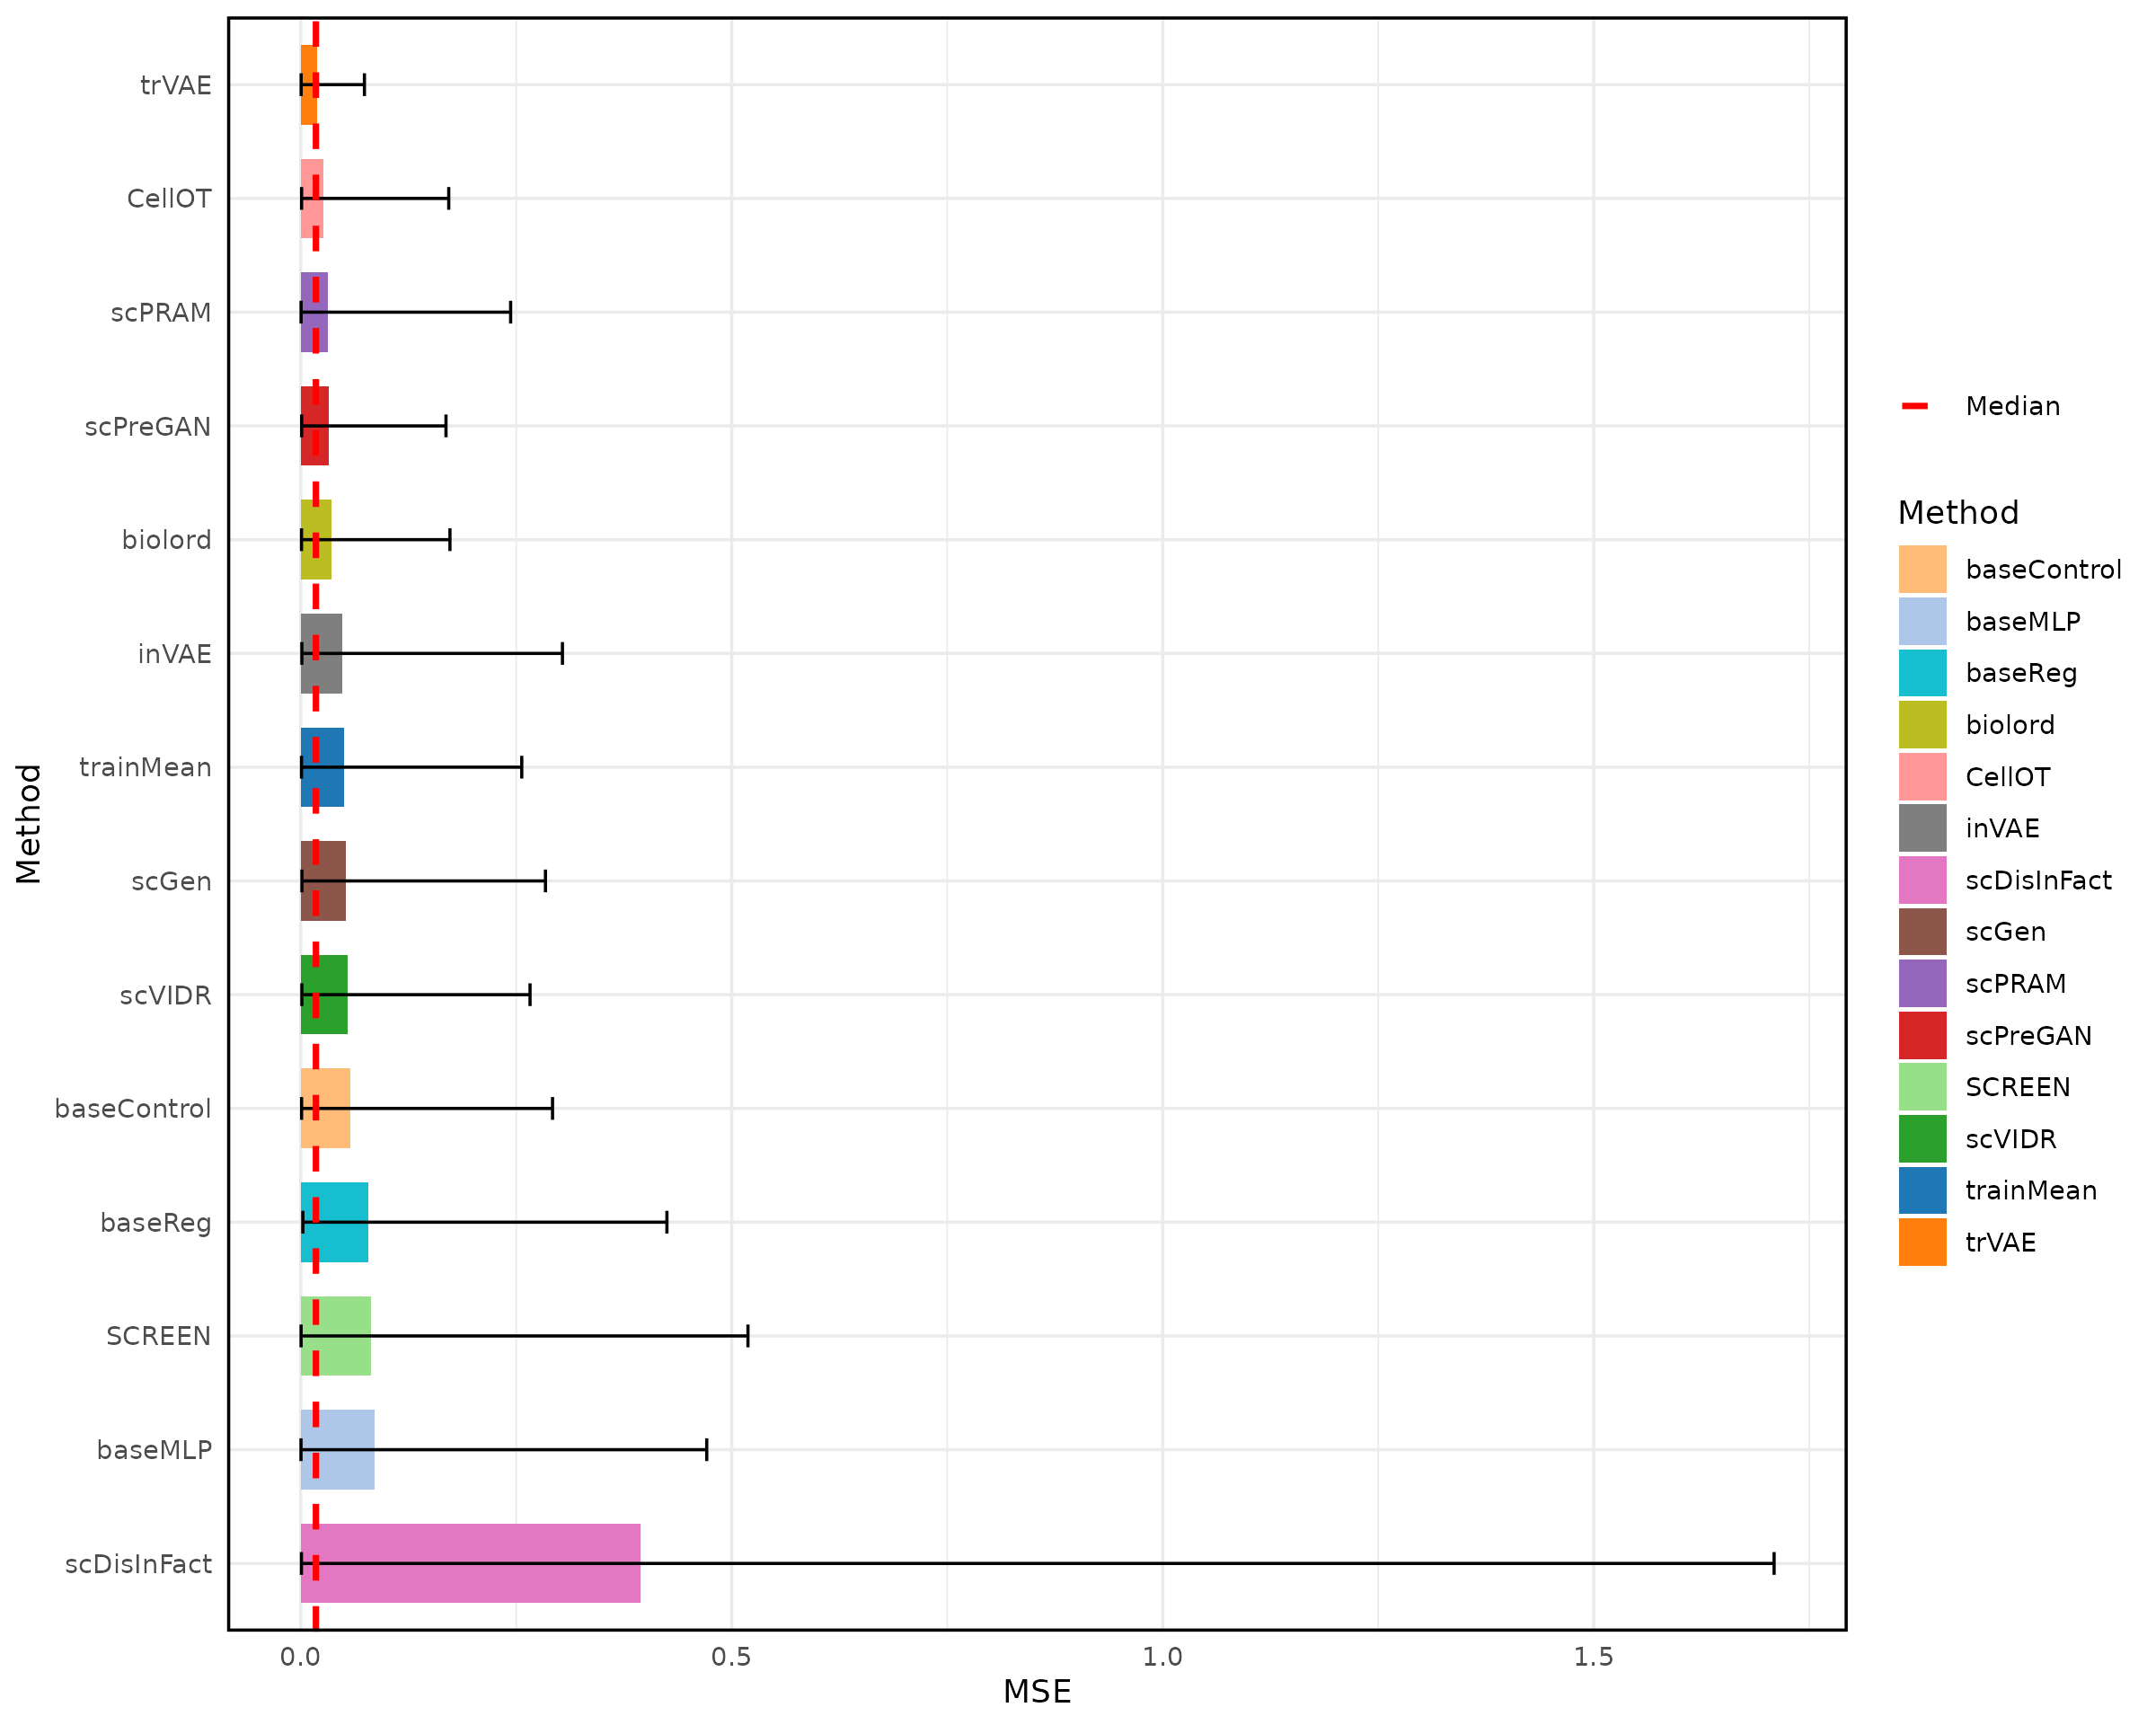 Method
trVAE
CellOT
scPRAM
scPreGAN
biolord
inVAE
trainMean
scGen
scVIDR
baseControl
baseReg
SCREEN
baseMLP
scDisInFact
0.0
0.5
1.0
1.5
MSE
Median
Method
baseControl
baseMLP
baseReg
biolord
CellOT
inVAE
scDisInFact
scGen
scPRAM
scPreGAN
SCREEN
scVIDR
trainMean
trVAE